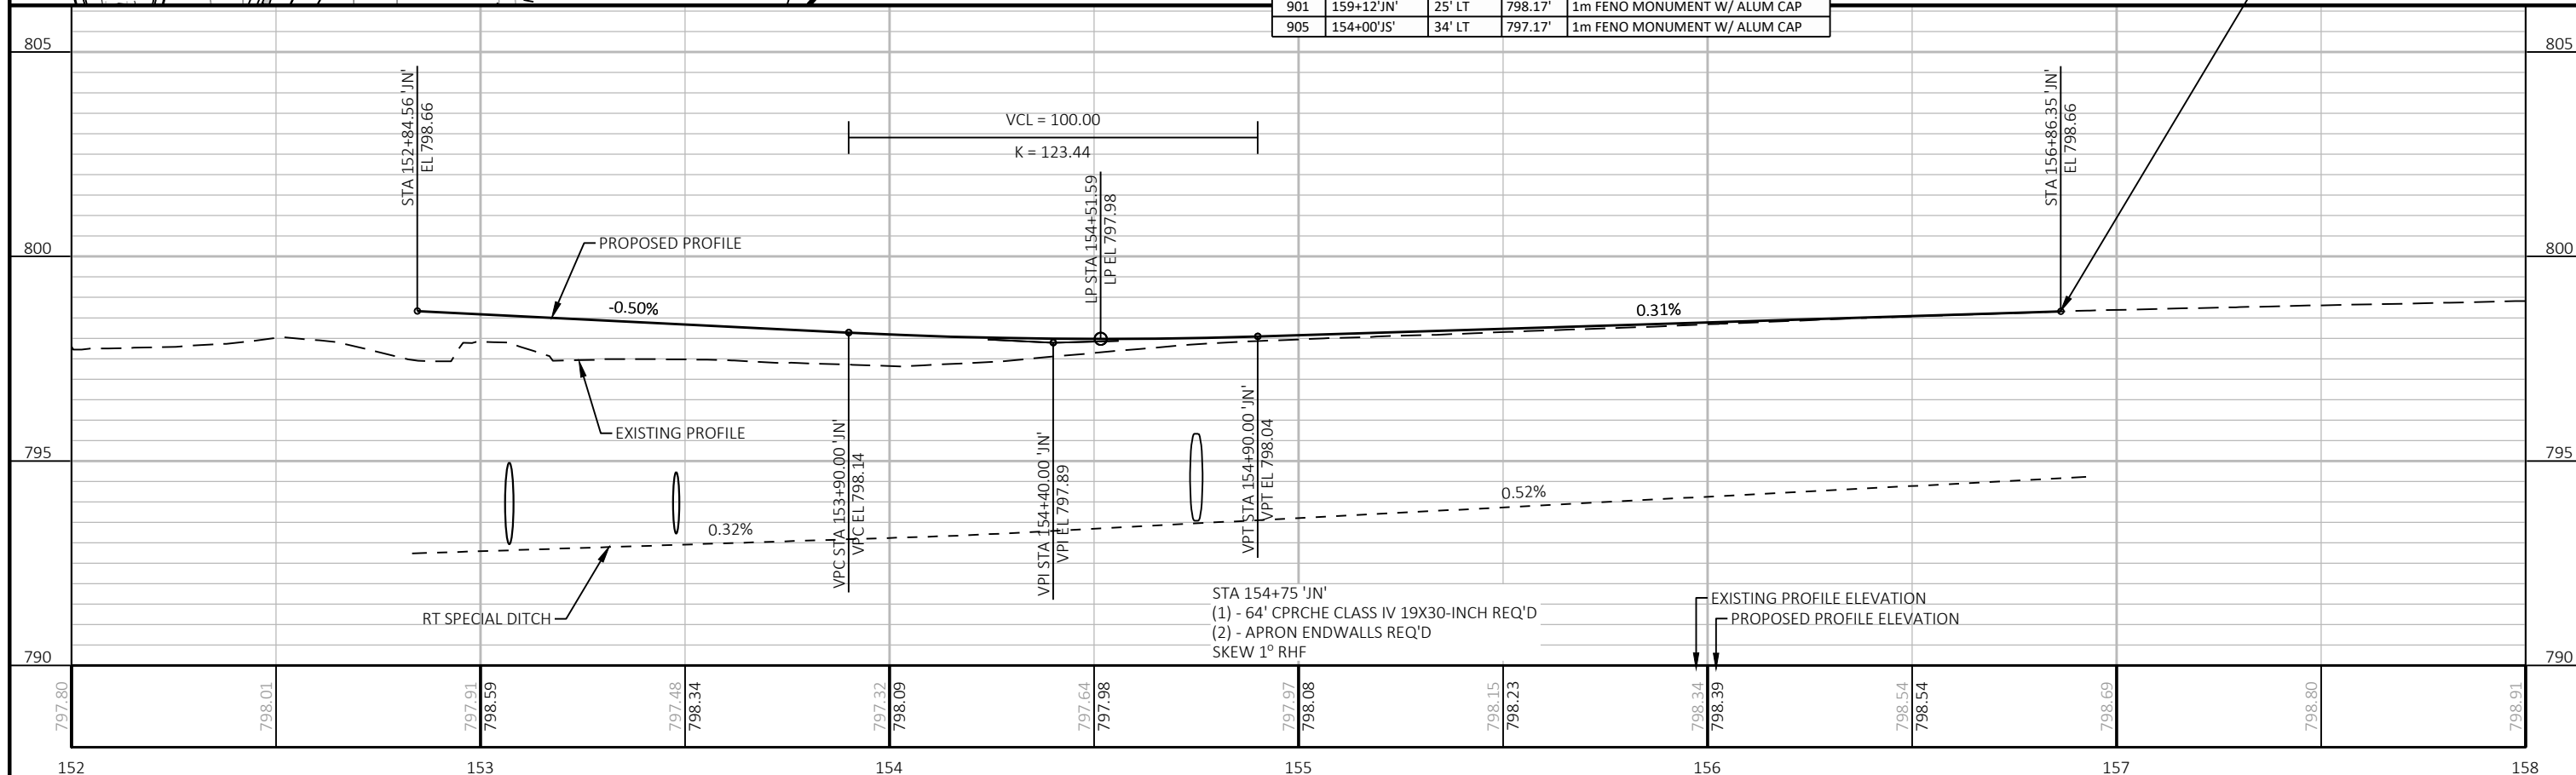 901 159+12'JN' 25' LT 798.17' 1m FENO MONUMENT W/ ALUM CAP
905 154+00'JS' 34' LT 797.17' 1m FENO MONUMENT W/ ALUM CAP
805
805
STA 152+84.56 'JN'
EL 798.66
VCL = 100.00
K = 123.44
STA 156+86.35 'JN'
EL 798.66
LP STA 154+51.59
LP EL 797.98
800
800
PROPOSED PROFILE
-0.50%
0.31%
EXISTING PROFILE
795
795
VPC STA 153+90.00 'JN'
VPC EL 798.14
VPI STA 154+40.00 'JN'
VPI EL 797.89
VPT STA 154+90.00 'JN'
VPT EL 798.04
0.52%
0.32%
RT SPECIAL DITCH
STA 154+75 'JN'
(1) - 64' CPRCHE CLASS IV 19X30-INCH REQ'D
(2) - APRON ENDWALLS REQ'D
SKEW 1° RHF
EXISTING PROFILE ELEVATION
PROPOSED PROFILE ELEVATION
790
790
797.80
798.01
797.91
798.59
797.48
798.34
797.32
798.09
797.64
797.98
797.97
798.08
798.15
798.23
798.34
798.39
798.54
798.54
798.69
798.80
798.91
152 153 154 155 156 157 158